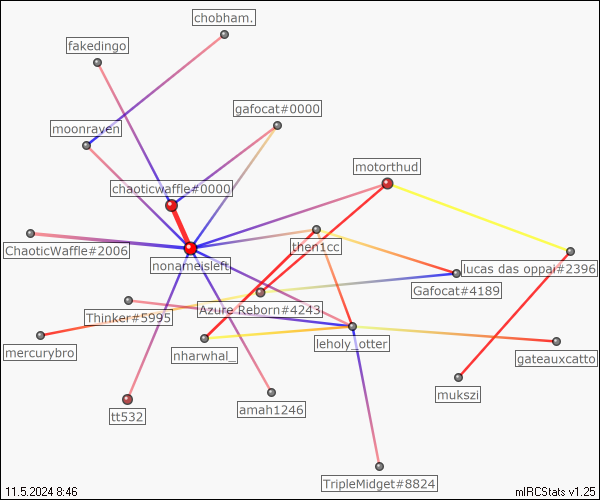 chobham.
fakedingo
gafocat#0000
moonraven
motorthud
chaoticwaffle#0000
then1cc
ChaoticWaffle#2006
nonameisleft
lucas das oppai#2396
Gafocat#4189
Azure Reborn#4243
Thinker#5995
leholy_otter
mercurybro
nharwhal_
gateauxcatto
mukszi
amah1246
tt532
TripleMidget#8824
11.5.2024 8:46
mIRCStats v1.25